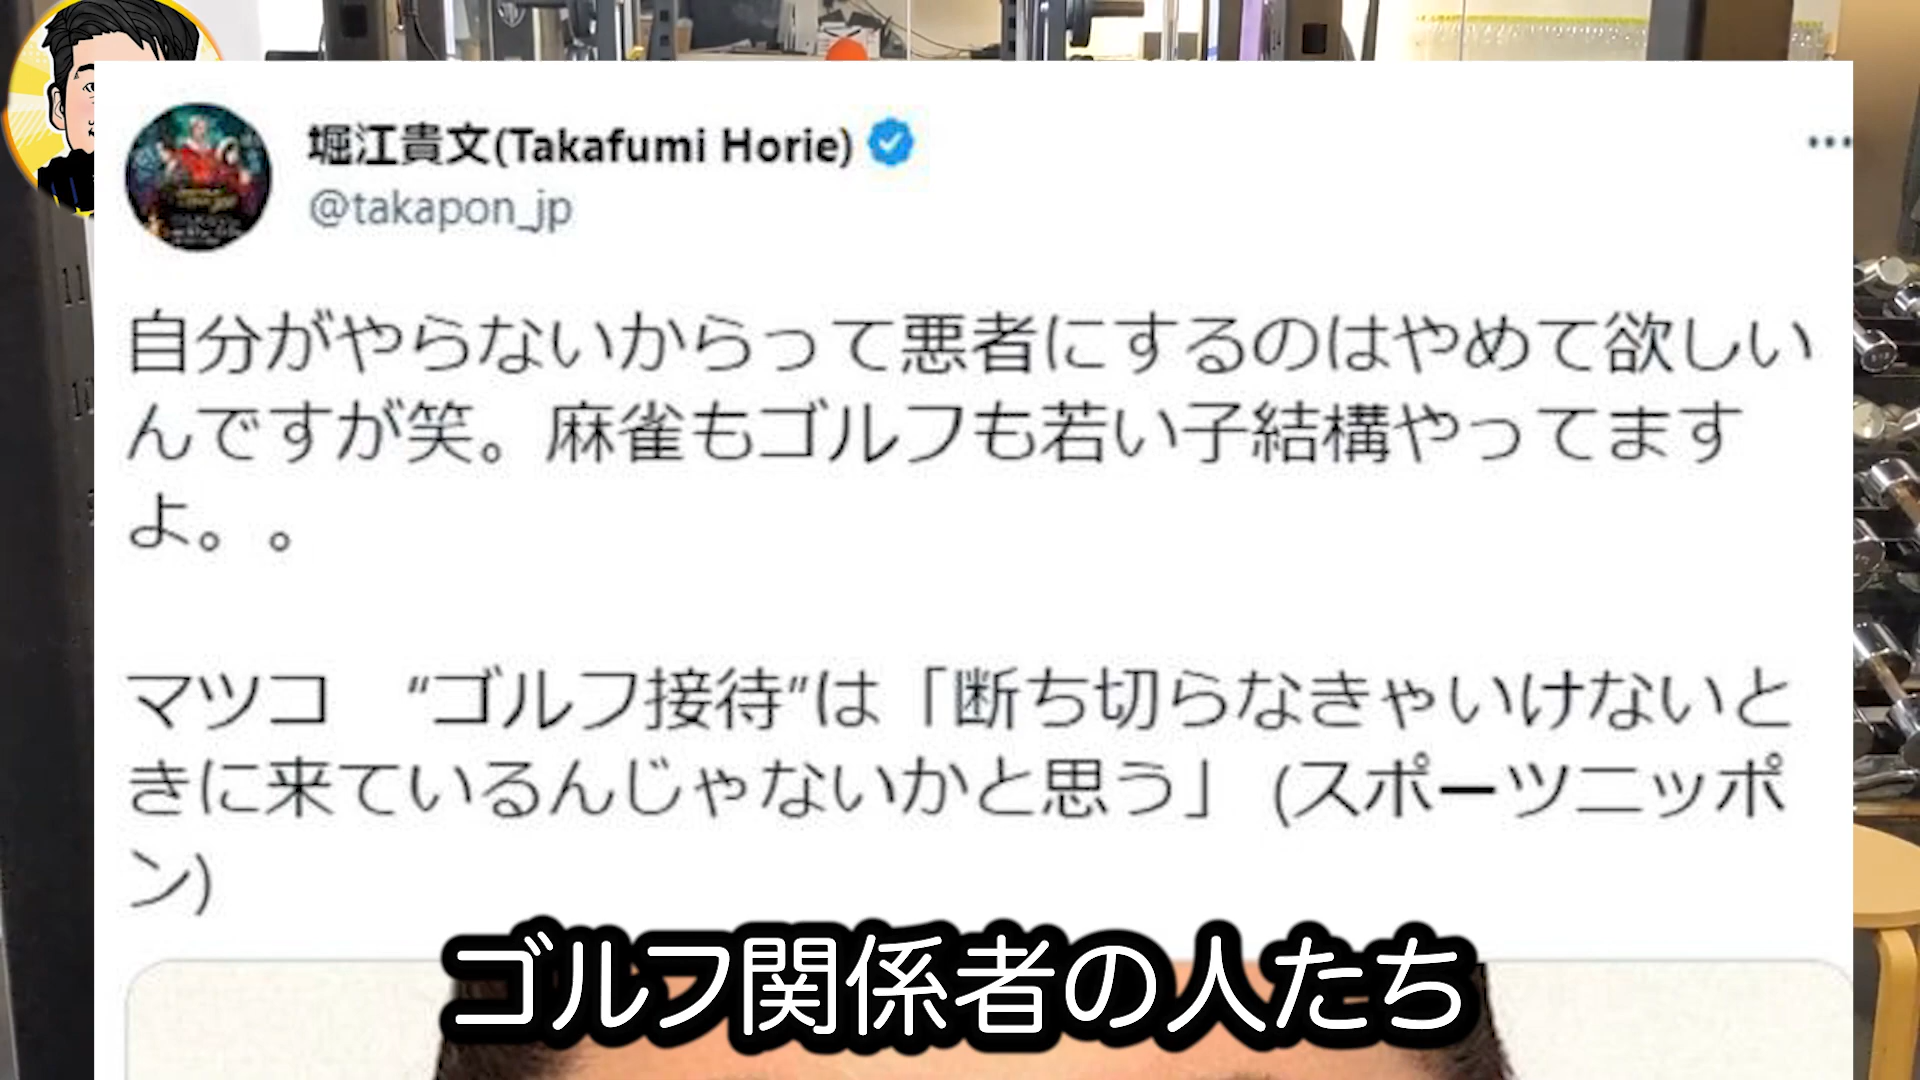 堀江貴文(Takafumi Horie)
@takapon_jp
自分がやらないからって悪者にするのはやめて欲しい
んですが笑。麻雀もゴルフも若い子結構やってます
よ。。
マツコ　“ゴルフ接待”は「断ち切らなきゃいけないと
きに来ているんじゃないかと思う」 (スポーツニッポ
ン)
ゴルフ関係者の人たち